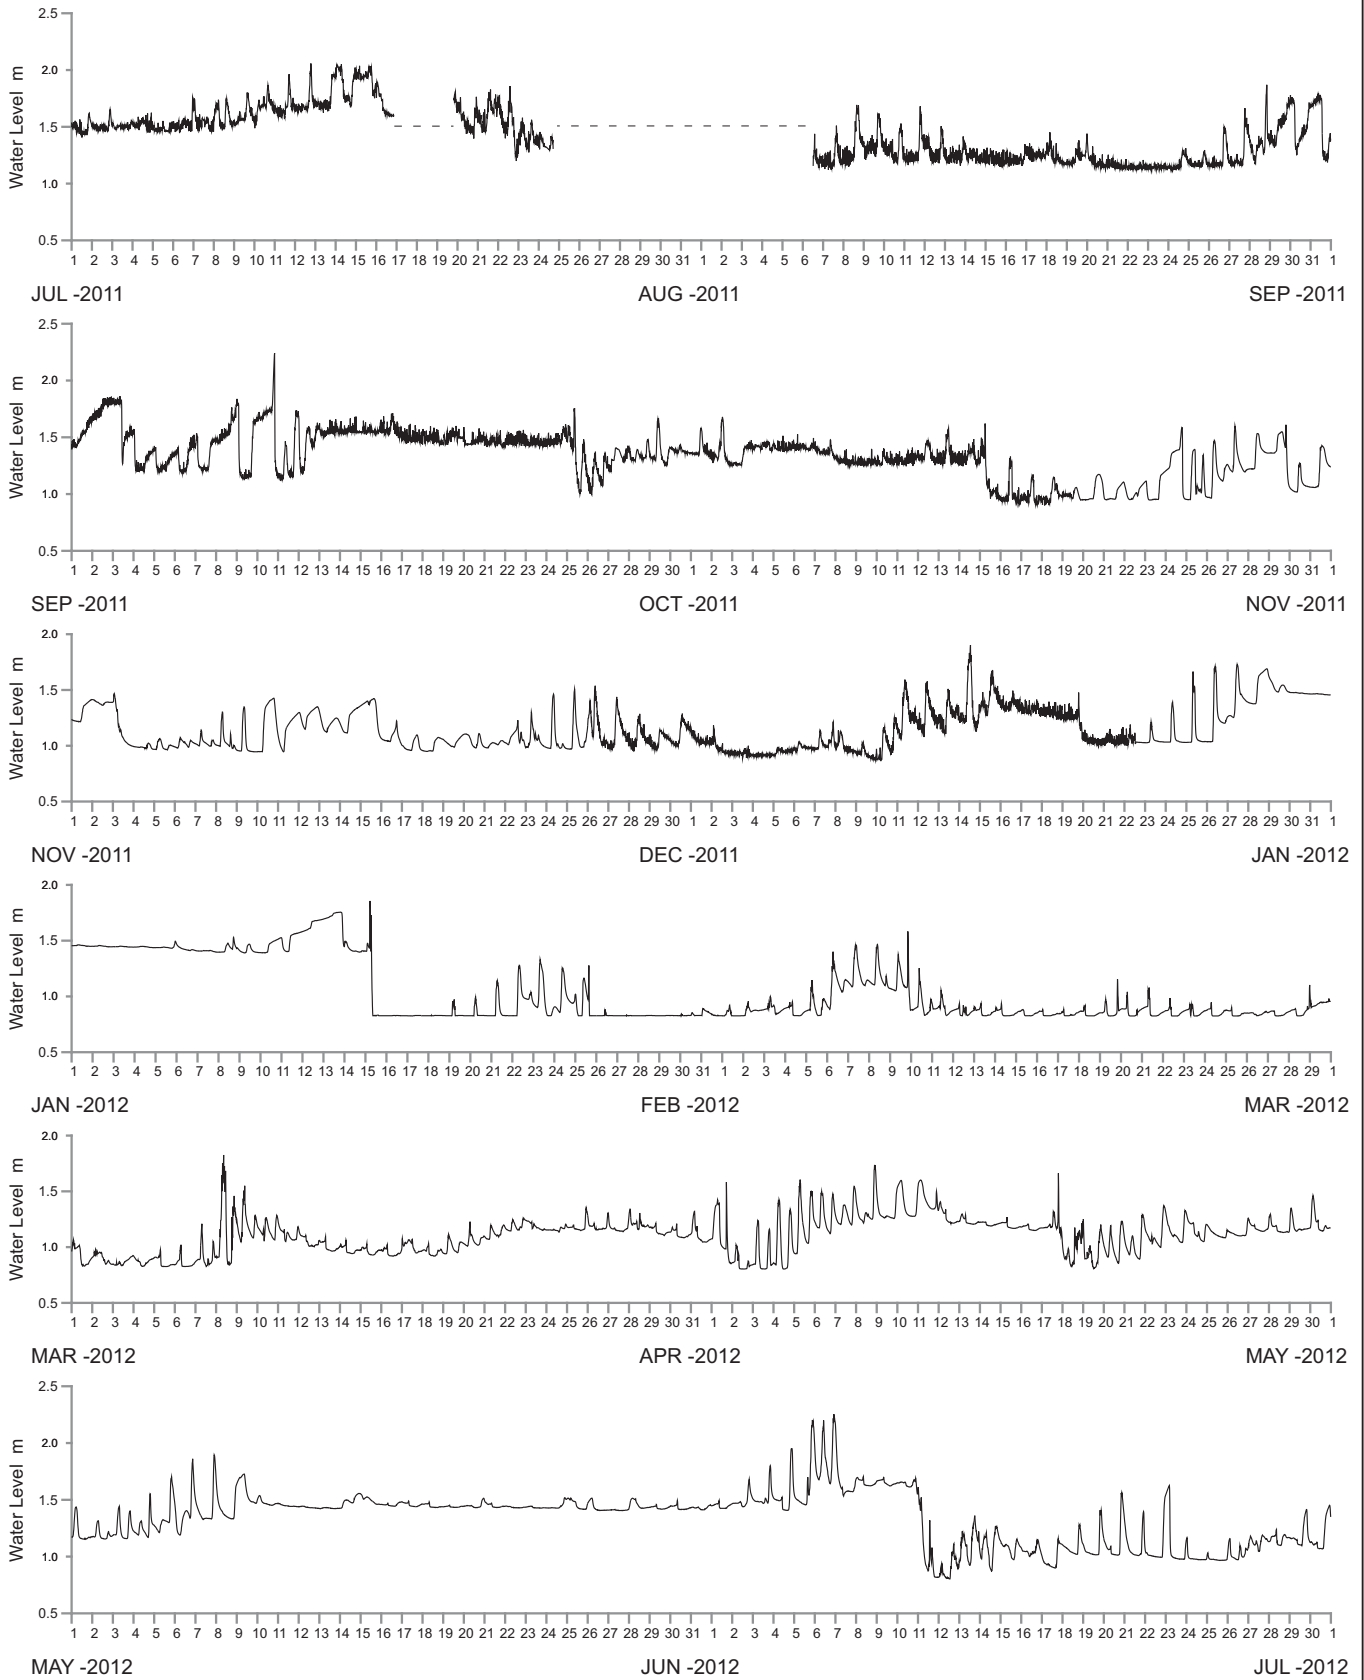 2.5
2.0
1.5
1.0
0.5
Water Level m
1 2 3 4 5 6 7 8 9 10 11 12 13 14 15 16 17 18 19 20 21 22 23 24 25 26 27 28 29 30 31 1 2 3 4 5 6 7 8 9 10 11 12 13 14 15 16 17 18 19 20 21 22 23 24 25 26 27 28 29 30 31 1
JUL -2011 AUG -2011 SEP -2011
2.5
2.0
1.5
1.0
0.5
Water Level m
1 2 3 4 5 6 7 8 9 10 11 12 13 14 15 16 17 18 19 20 21 22 23 24 25 26 27 28 29 30 1 2 3 4 5 6 7 8 9 10 11 12 13 14 15 16 17 18 19 20 21 22 23 24 25 26 27 28 29 30 31 1
SEP -2011 OCT -2011 NOV -2011
2.0
1.5
1.0
0.5
Water Level m
1 2 3 4 5 6 7 8 9 10 11 12 13 14 15 16 17 18 19 20 21 22 23 24 25 26 27 28 29 30 1 2 3 4 5 6 7 8 9 10 11 12 13 14 15 16 17 18 19 20 21 22 23 24 25 26 27 28 29 30 31 1
NOV -2011 DEC -2011 JAN -2012
2.0
1.5
1.0
0.5
Water Level m
1 2 3 4 5 6 7 8 9 10 11 12 13 14 15 16 17 18 19 20 21 22 23 24 25 26 27 28 29 30 31 1 2 3 4 5 6 7 8 9 10 11 12 13 14 15 16 17 18 19 20 21 22 23 24 25 26 27 28 29 1
JAN -2012 FEB -2012 MAR -2012
2.0
1.5
1.0
0.5
Water Level m
1 2 3 4 5 6 7 8 9 10 11 12 13 14 15 16 17 18 19 20 21 22 23 24 25 26 27 28 29 30 31 1 2 3 4 5 6 7 8 9 10 11 12 13 14 15 16 17 18 19 20 21 22 23 24 25 26 27 28 29 30 1
MAR -2012 APR -2012 MAY -2012
2.5
2.0
1.5
1.0
0.5
Water Level m
1 2 3 4 5 6 7 8 9 10 11 12 13 14 15 16 17 18 19 20 21 22 23 24 25 26 27 28 29 30 31 1 2 3 4 5 6 7 8 9 10 11 12 13 14 15 16 17 18 19 20 21 22 23 24 25 26 27 28 29 30 1
MAY -2012 JUN -2012 JUL -2012